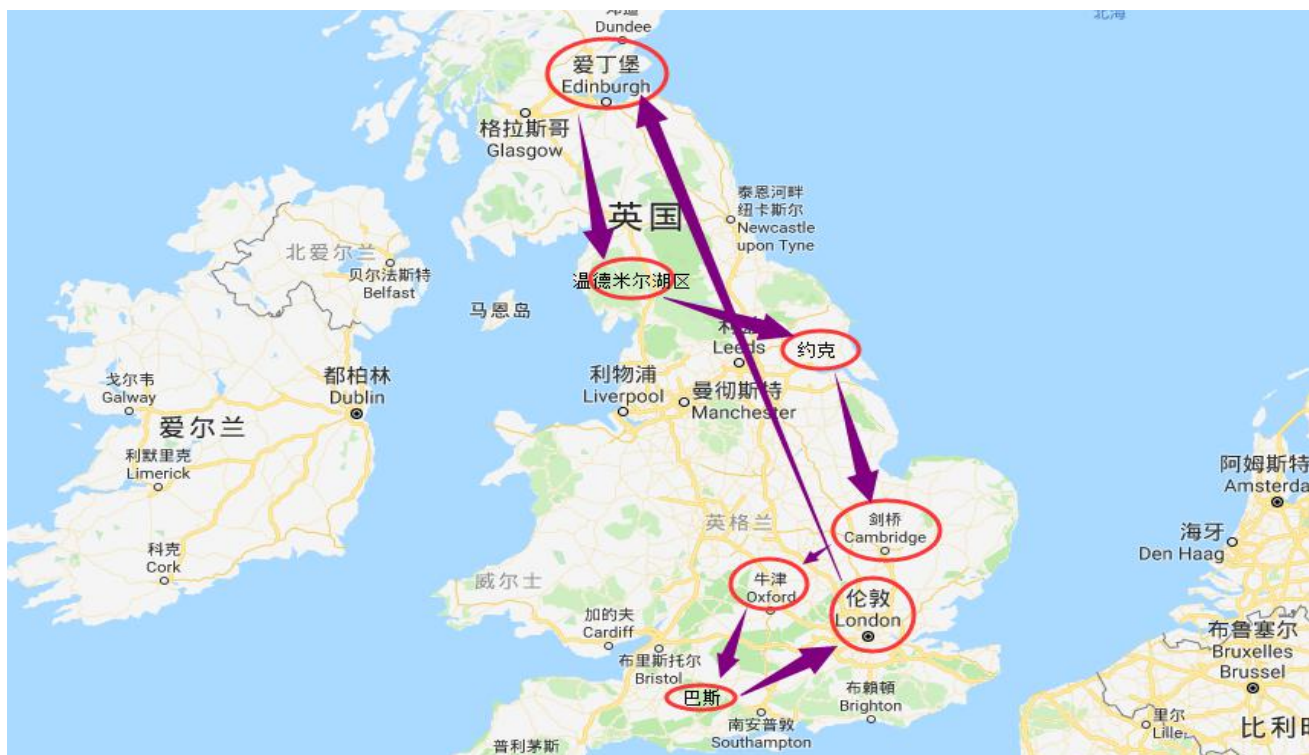 北海
Dundee
爱丁堡
Edinburgh
格拉斯哥
Glasgow
英国
泰恩河畔
纽卡斯尔
Newcastle
upon Tyne
北爱尔兰
贝尔法斯特
Belfast
温德米尔湖区
马恩岛
Leeds
约克
戈尔韦
Galway
都柏林
Dublin
利物浦
Liverpool
曼彻斯特
Manchester
爱尔兰
利默里克
Limerick
阿姆斯特
Amsterda
英格兰
剑桥
Cambridge
海牙
Den Haag
科克
Cork
威尔士
牛津
Oxford
伦敦
London
加的夫
Cardiff
布里斯托尔
Bristol
布鲁塞尔
Bruxelles
Brussel
巴斯
布賴頓
Brighton
南安普敦
Southampton
普利茅斯
里尔
Lille
比利时